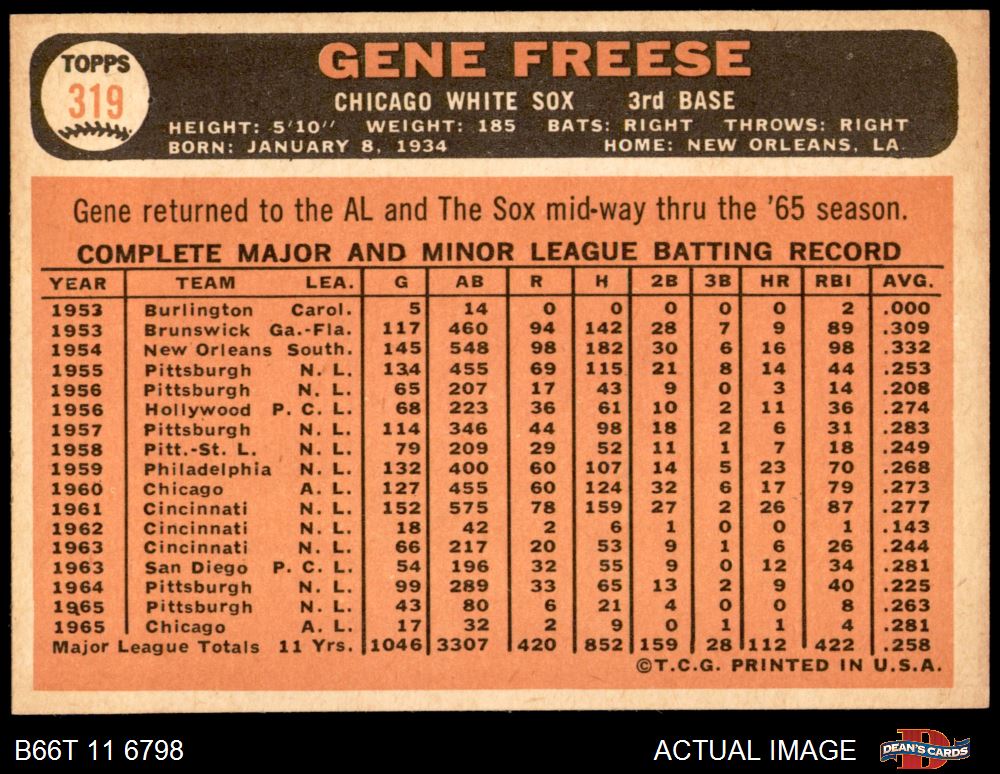 TOPPS
319
GENE FREESE
CHICAGO WHITE SOX 3rd BASE
HEIGHT: 5'10" WEIGHT: 185 BATS: RIGHT THROWS: RIGHT
BORN: JANUARY 8, 1934 HOME: NEW ORLEANS, LA.
Gene returned to the AL and The Sox mid-way thru the '65 season.
COMPLETE MAJOR AND MINOR LEAGUE BATTING RECORD
YEAR TEAM LEA. G AB R H 2B 3B HR RBI AVG.
1953 Burlington Carol. 5 14 0 0 0 0 0 2 .000
1953 Brunswick Ga.-Fla. 117 460 94 142 28 7 9 89 .309
1954 New Orleans South. 145 548 98 182 30 6 16 98 .332
1955 Pittsburgh N. L. 134 455 69 115 21 8 14 44 .253
1956 Pittsburgh N. L. 65 207 17 43 9 0 3 14 .208
1956 Hollywood P. C. L. 68 223 36 61 10 2 11 36 .274
1957 Pittsburgh N. L. 114 346 44 98 18 2 6 31 .283
1958 Pitt.-St. L. N. L. 79 209 29 52 11 1 7 18 .249
1959 Philadelphia N. L. 132 400 60 107 14 5 23 70 .268
1960 Chicago A. L. 127 455 60 124 32 6 17 79 .273
1961 Cincinnati N. L. 152 575 78 159 27 2 26 87 .277
1962 Cincinnati N. L. 18 42 2 6 1 0 0 1 .143
1963 Cincinnati N. L. 66 217 20 53 9 1 6 26 .244
1963 San Diego P. C. L. 54 196 32 55 9 0 12 34 .281
1964 Pittsburgh N. L. 99 289 33 65 13 2 9 40 .225
1965 Pittsburgh N. L. 43 80 6 21 4 0 0 8 .263
1965 Chicago A. L. 17 32 2 9 0 1 1 4 .281
Major League Totals 11 Yrs. 1046 3307 420 852 159 28 112 422 .258
©T.C.G. PRINTED IN U.S.A.
B66T 11 6798 ACTUAL IMAGE DEAN'S CARDS